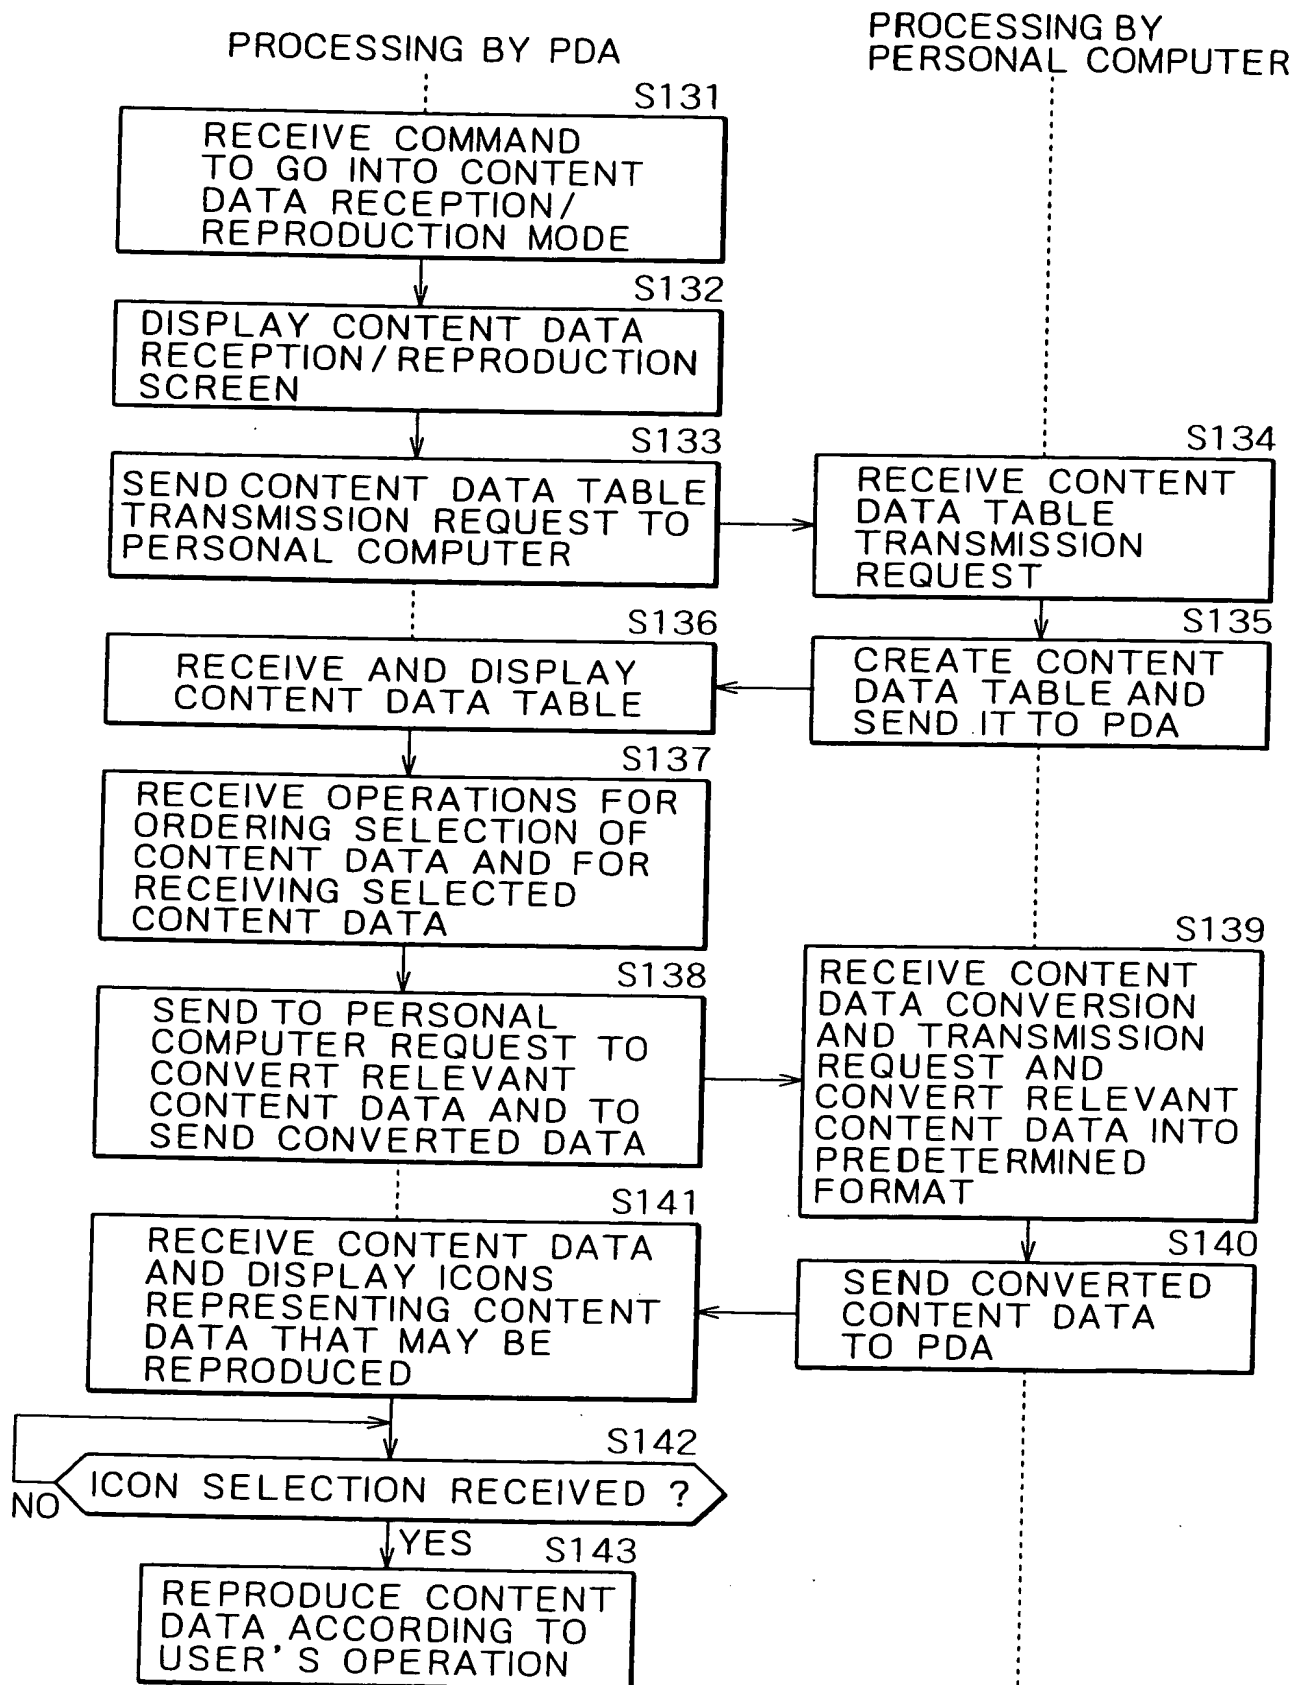 PROCESSING BY PDA
PROCESSING BY
PERSONAL COMPUTER
S131
RECEIVE COMMAND
TO GO INTO CONTENT
DATA RECEPTION/
REPRODUCTION MODE
S132
DISPLAY CONTENT DATA
RECEPTION/REPRODUCTION
SCREEN
S133
SEND CONTENT DATA TABLE
TRANSMISSION REQUEST TO
PERSONAL COMPUTER
S134
RECEIVE CONTENT
DATA TABLE
TRANSMISSION
REQUEST
S135
CREATE CONTENT
DATA TABLE AND
SEND IT TO PDA
S136
RECEIVE AND DISPLAY
CONTENT DATA TABLE
S137
RECEIVE OPERATIONS FOR
ORDERING SELECTION OF
CONTENT DATA AND FOR
RECEIVING SELECTED
CONTENT DATA
S138
SEND TO PERSONAL
COMPUTER REQUEST TO
CONVERT RELEVANT
CONTENT DATA AND TO
SEND CONVERTED DATA
S139
RECEIVE CONTENT
DATA CONVERSION
AND TRANSMISSION
REQUEST AND
CONVERT RELEVANT
CONTENT DATA INTO
PREDETERMINED
FORMAT
S140
SEND CONVERTED
CONTENT DATA
TO PDA
S141
RECEIVE CONTENT DATA
AND DISPLAY ICONS
REPRESENTING CONTENT
DATA THAT MAY BE
REPRODUCED
S142
ICON SELECTION RECEIVED ?
NO
YES
S143
REPRODUCE CONTENT
DATA ACCORDING TO
USER'S OPERATION